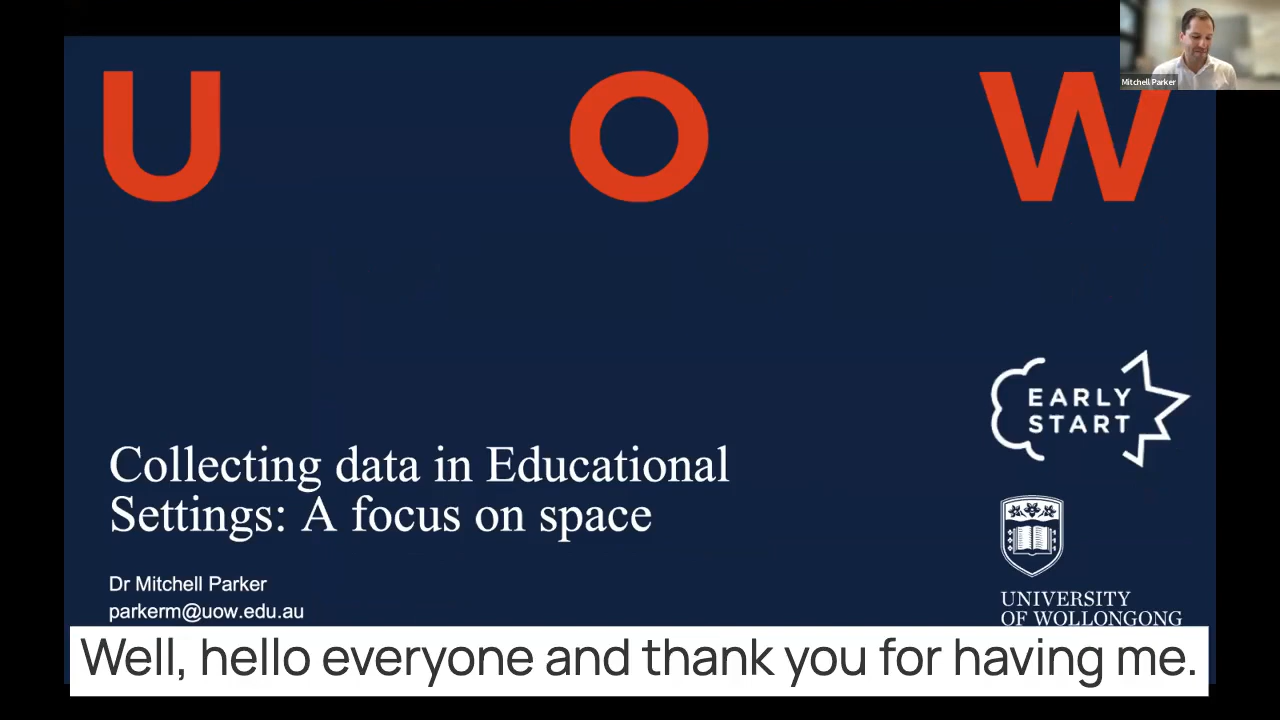 U O W
Mitchell Parker
EARLY
START
Collecting data in Educational
Settings: A focus on space
Dr Mitchell Parker
parkerm@uow.edu.au
UNIVERSITY
OF WOLLONGONG
Well, hello everyone and thank you for having me.